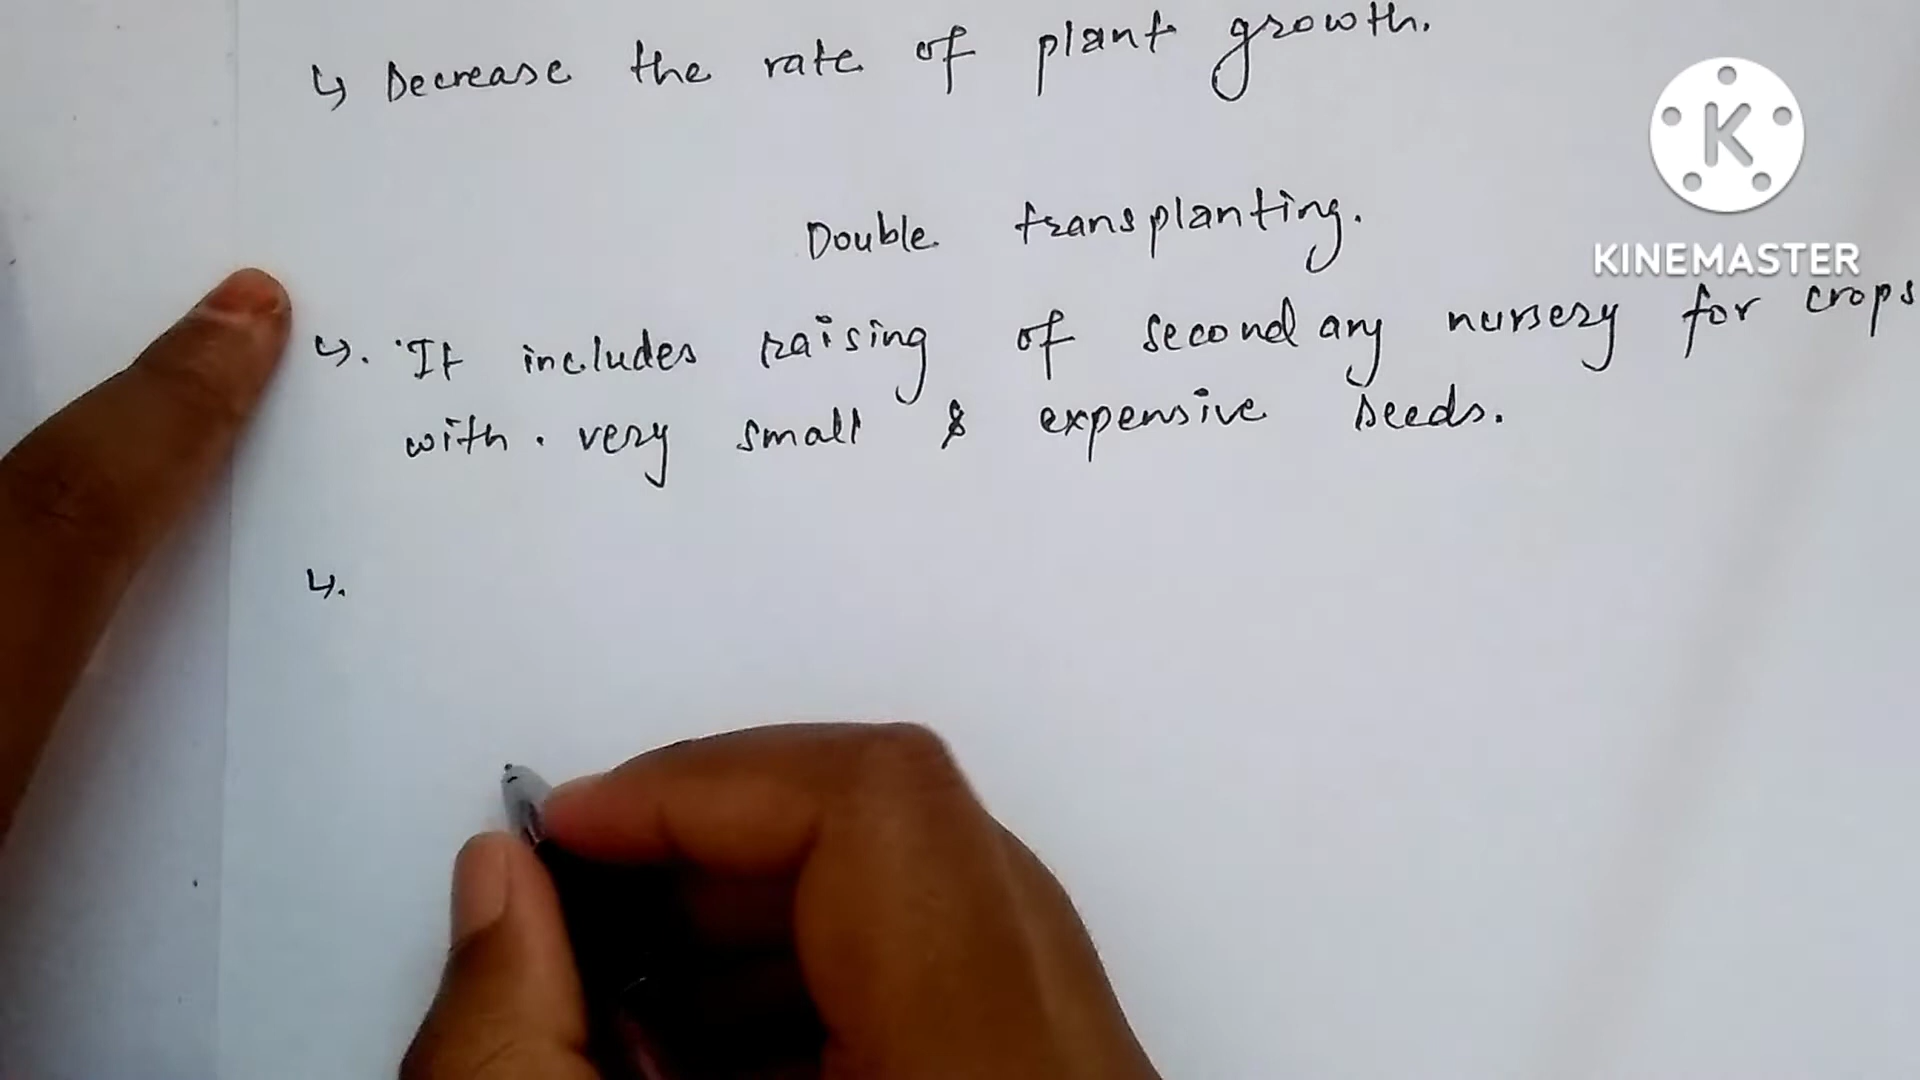 ↳ Decrease the rate of plant growth.
K
KINEMASTER
Double transplanting.
↳. It includes raising of secondary nursery for crops
with. very small & expensive seeds.
↳.